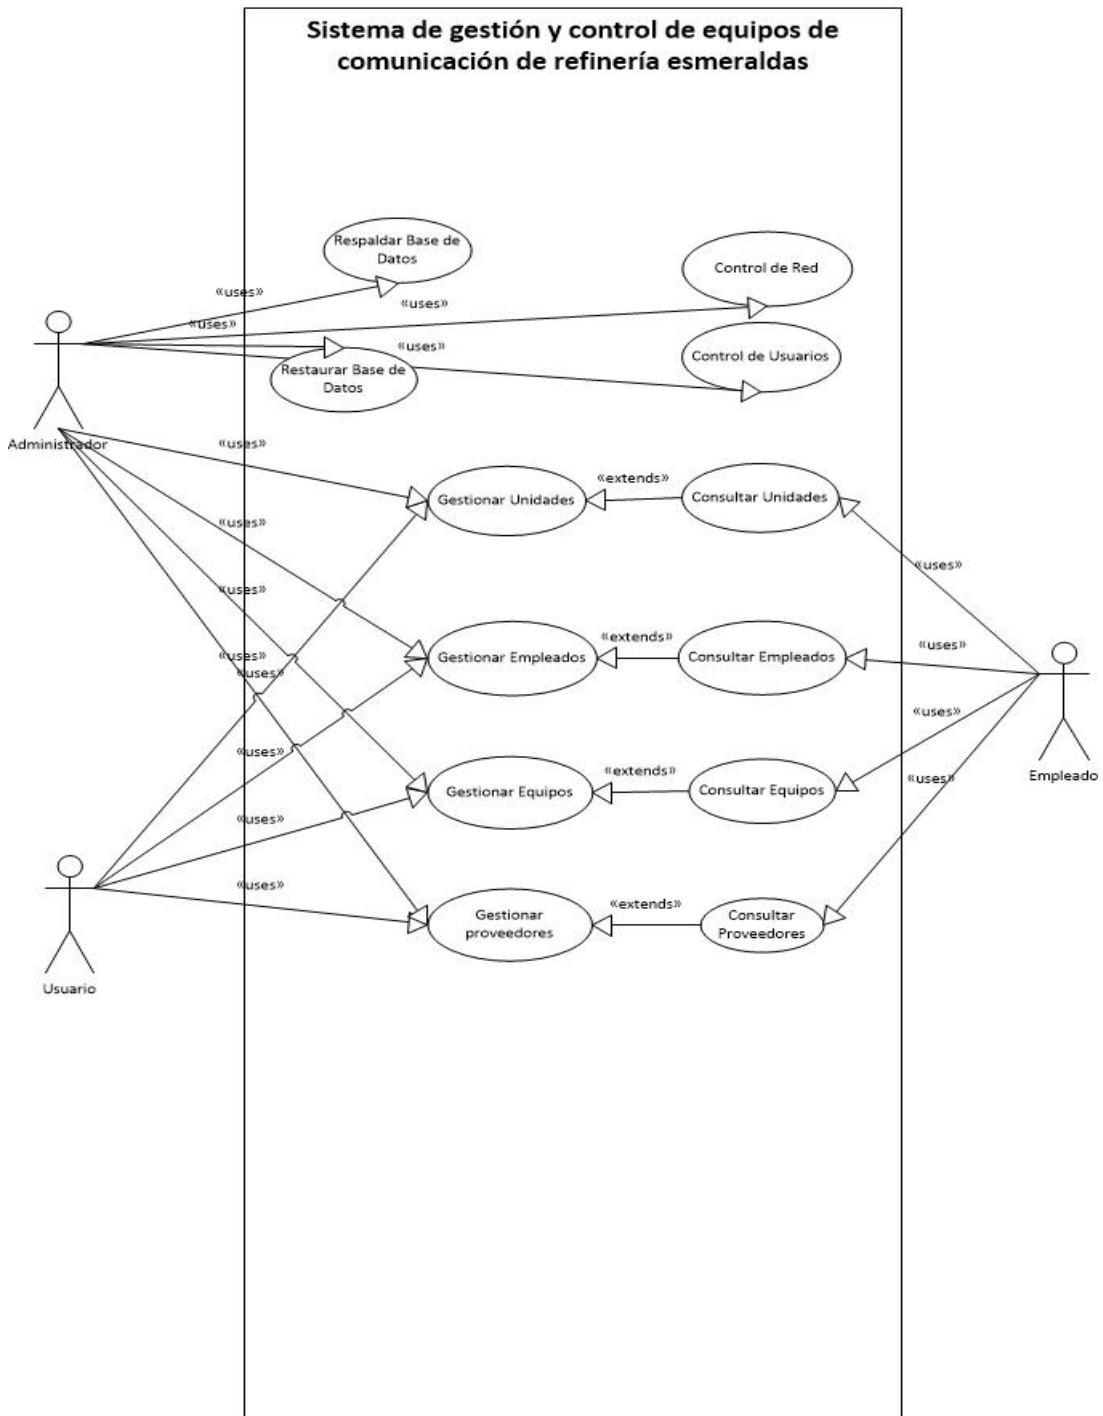 Sistema de gestión y control de equipos de
comunicación de refinería esmeraldas
Respaldar Base de
Datos
Control de Red
«uses»
«uses»
«uses»
«uses»
Restaurar Base de
Datos
Control de Usuarios
Administrador
«uses»
Gestionar Unidades
«extends»
Consultar Unidades
«uses»
«uses»
«uses»
«uses»
«uses»
Gestionar Empleados
«extends»
Consultar Empleados
«uses»
«uses»
«uses»
Gestionar Equipos
«extends»
Consultar Equipos
«uses»
Empleado
«uses»
«uses»
Gestionar
proveedores
«extends»
Consultar
Proveedores
Usuario